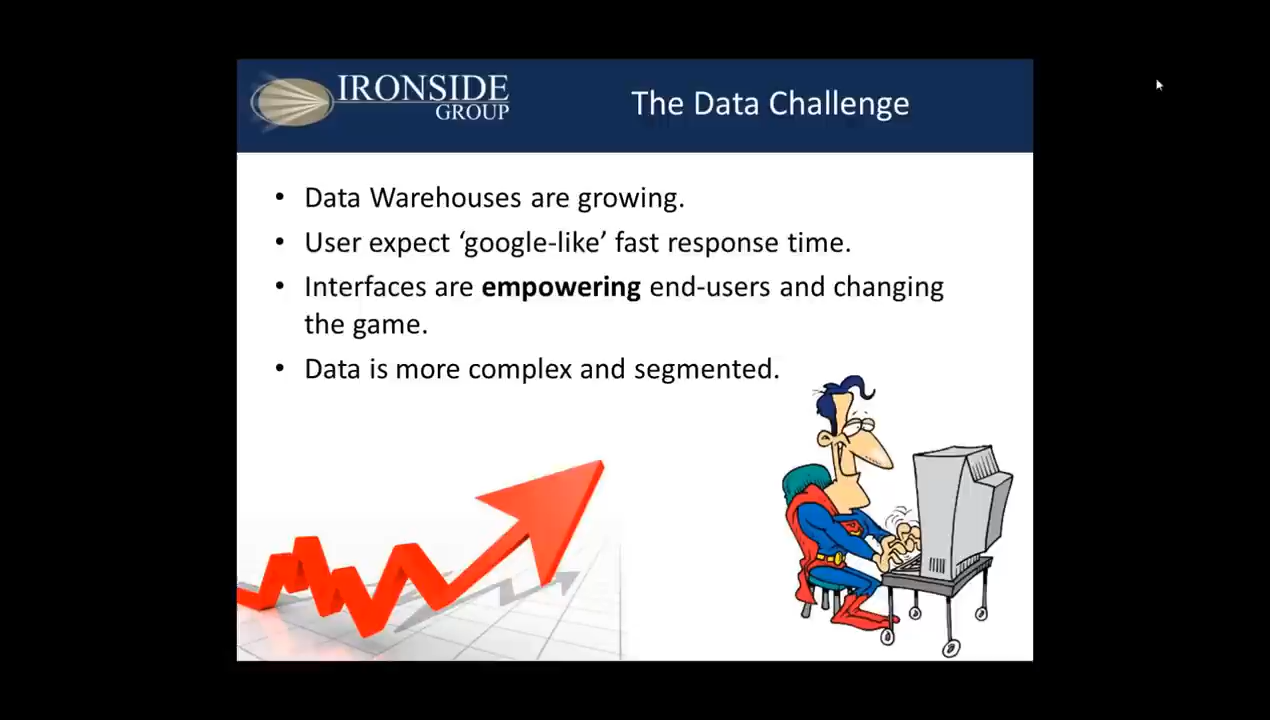 IRONSIDE
GROUP
The Data Challenge
• Data Warehouses are growing.
• User expect ‘google-like’ fast response time.
• Interfaces are empowering end-users and changing
the game.
• Data is more complex and segmented.